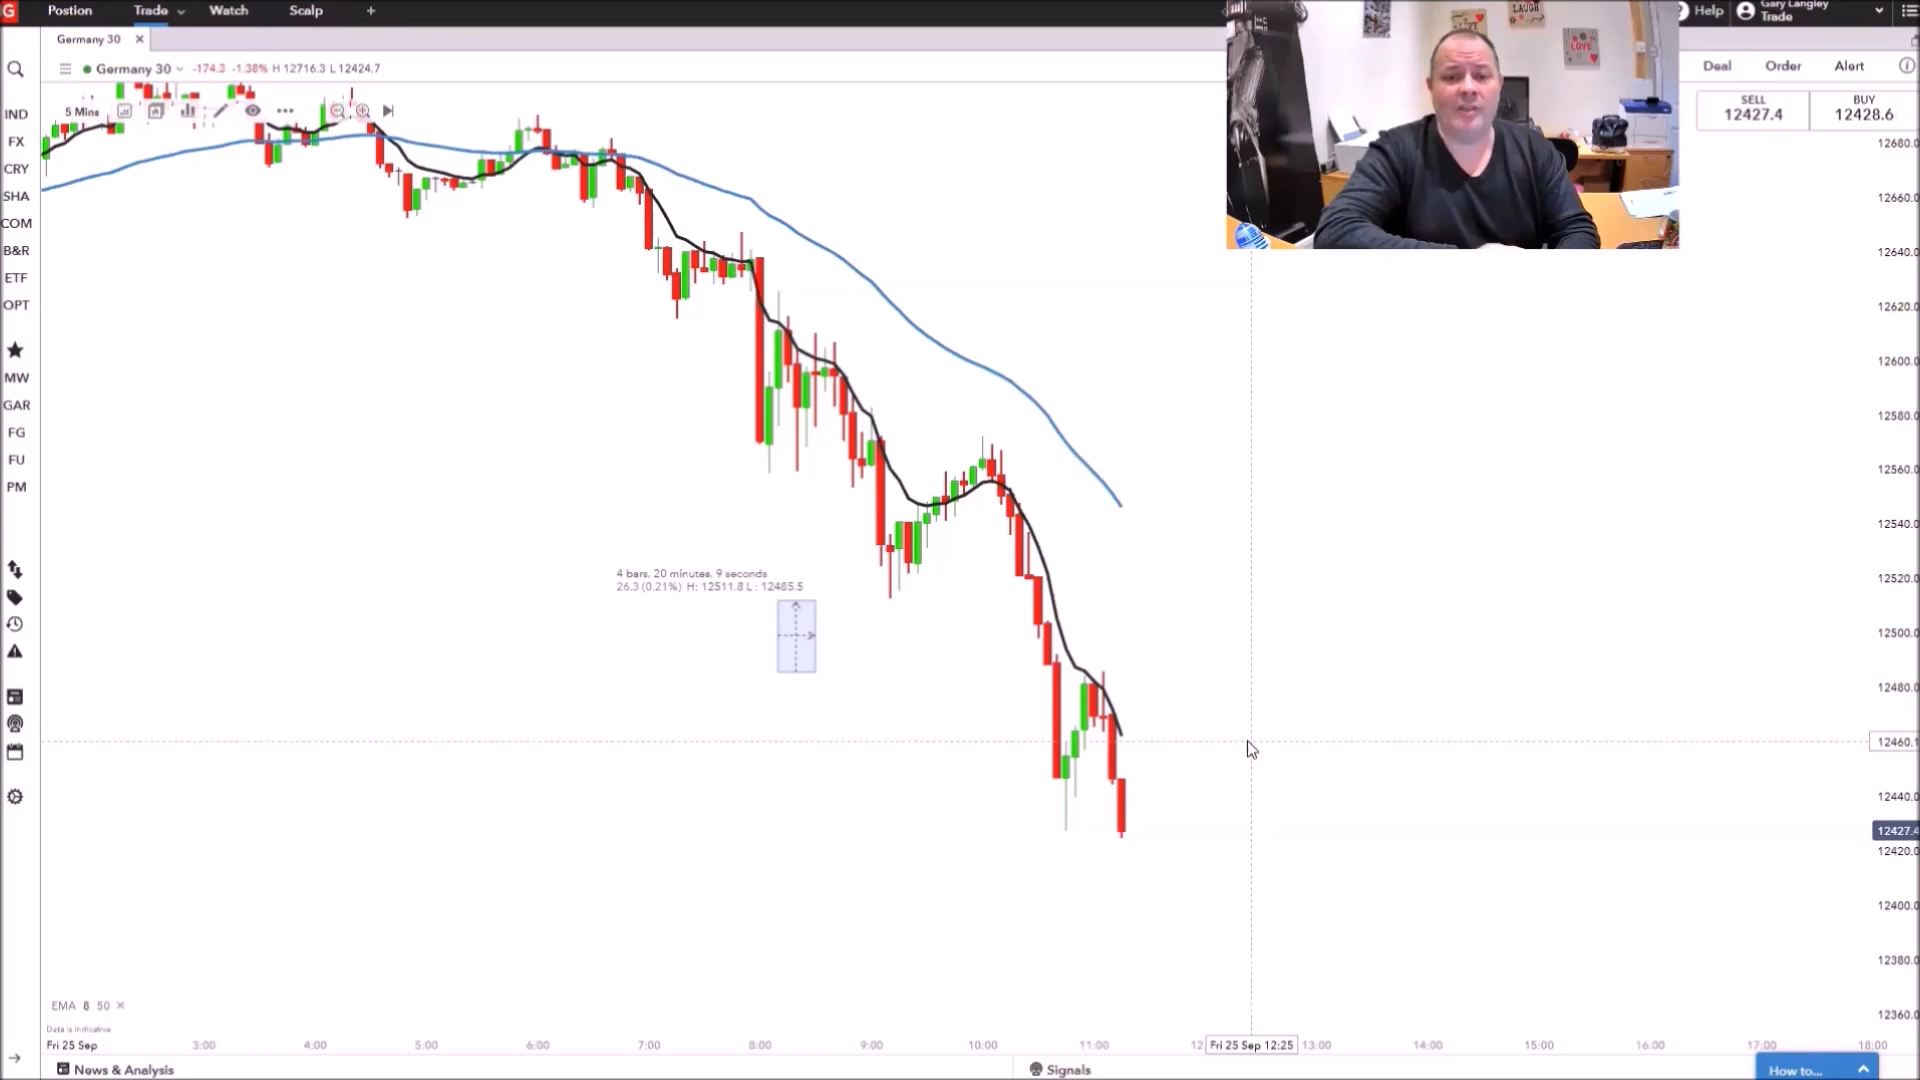 G Postion Trade Watch Scalp + Help Gary Langley
Trade
Germany 30 ×
Germany 30 -174.3 -1.38% H 12716.3 L 12424.7
Deal Order Alert
SELL BUY
12427.4 12428.6
5 Mins
IND
FX
CRY
SHA
COM
B&R
ETF
OPT
MW
GAR
FG
FU
PM
LIVE
LAUGH
LOVE
4 bars, 20 minutes, 9 seconds
26.3 (0.21%) H: 12511.8 L : 12485.5
12680.0
12660.0
12640.0
12620.0
12600.0
12580.0
12560.0
12540.0
12520.0
12500.0
12480.0
12460.1
12440.0
12427.4
12420.0
12400.0
12380.0
12360.0
EMA 8 50 ×
Data is Indicative
Fri 25 Sep 3:00 4:00 5:00 6:00 7:00 8:00 9:00 10:00 11:00 12 Fri 25 Sep 12:25 13:00 14:00 15:00 16:00 17:00 18:00
News & Analysis Signals How to...